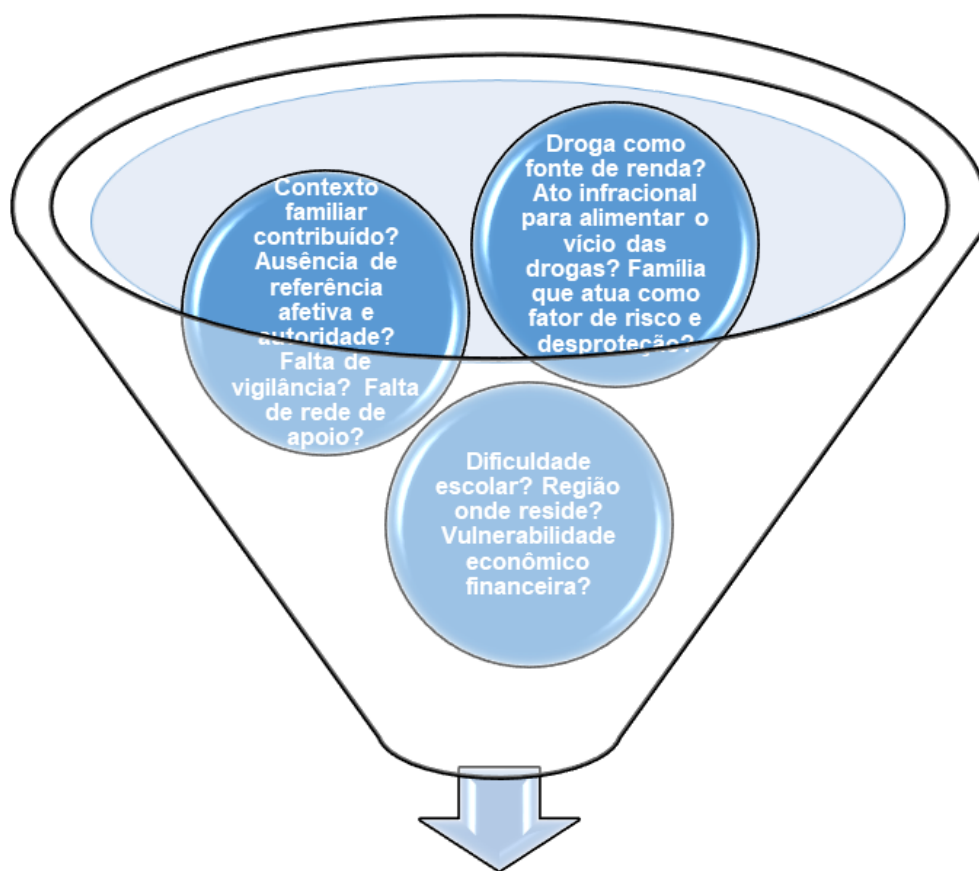 Contexto
familiar
contribuído?
Ausência de
referência
afetiva e
autoridade?
Falta de
vigilância? Falta
de rede de
apoio?
Droga como
fonte de renda?
Ato infracional
para alimentar o
vício das
drogas? Família
que atua como
fator de risco e
desproteção?
Dificuldade
escolar? Região
onde reside?
Vulnerabilidade
econômico
financeira?